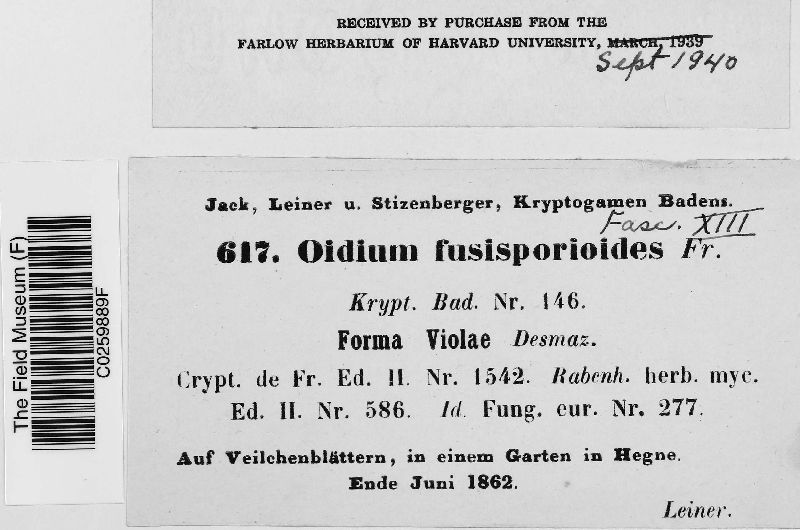 RECEIVED BY PURCHASE FROM THE
FARLOW HERBARIUM OF HARVARD UNIVERSITY, MARCH, 1939
Sept 1940
Jack, Leiner u. Stizenberger, Kryptogamen Badens.
Fasc. XIII
617. Oidium fusisporioides Fr.
Krypt. Bad. Nr. 146.
Forma Violae Desmaz.
Crypt. de Fr. Ed. II. Nr. 1542. Rabenh. herb. myc.
Ed. II. Nr. 586. Id. Fung. eur. Nr. 277.
Auf Veilchenblättern, in einem Garten in Hegne.
Ende Juni 1862.
Leiner.
The Field Museum (F)
C0259889F